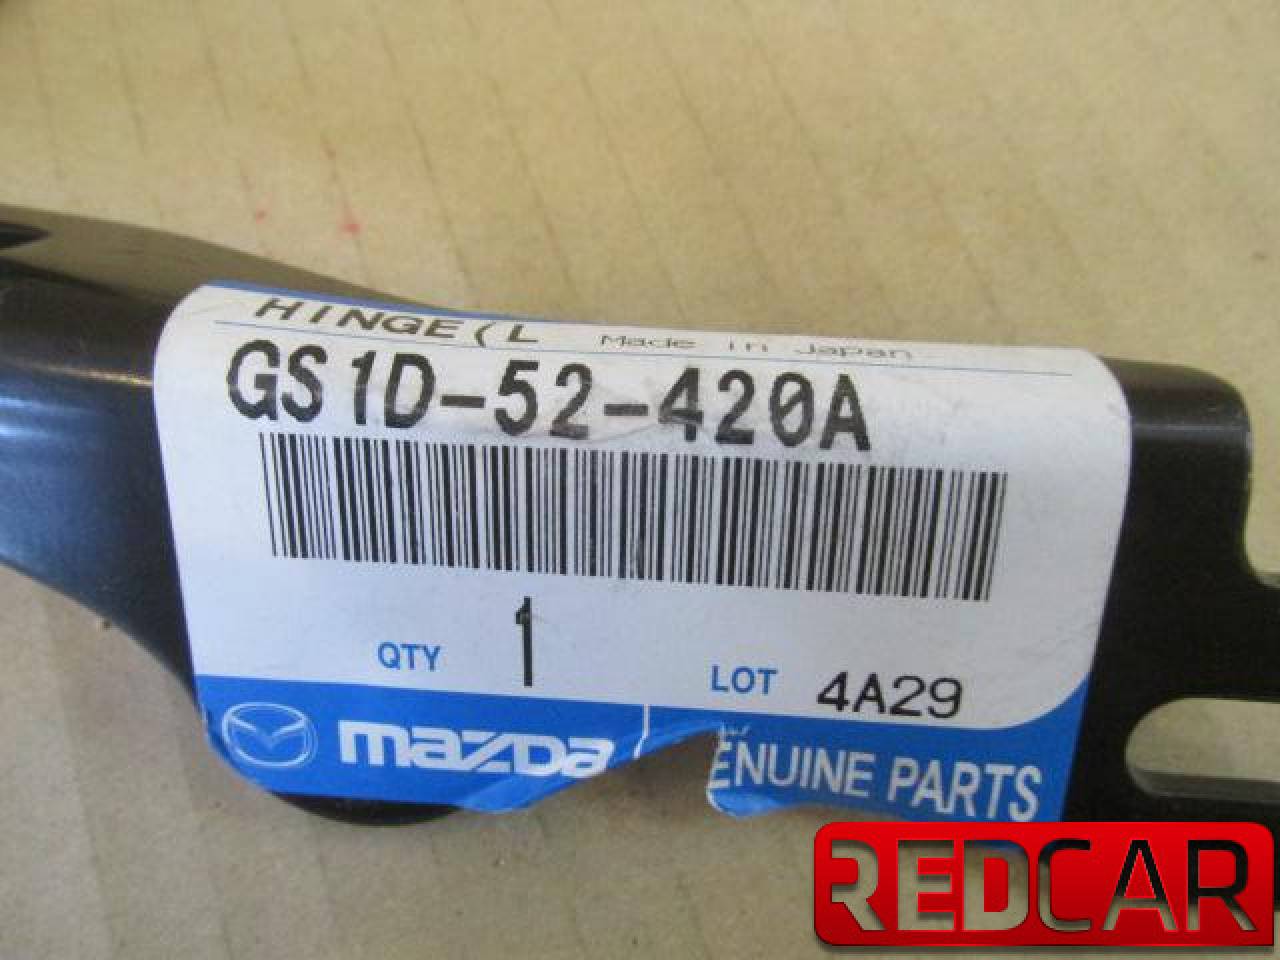 HINGE(L Made in Japan
GS1D-52-420A
QTY 1 LOT 4A29
mazda ENUINE PARTS
REDCAR